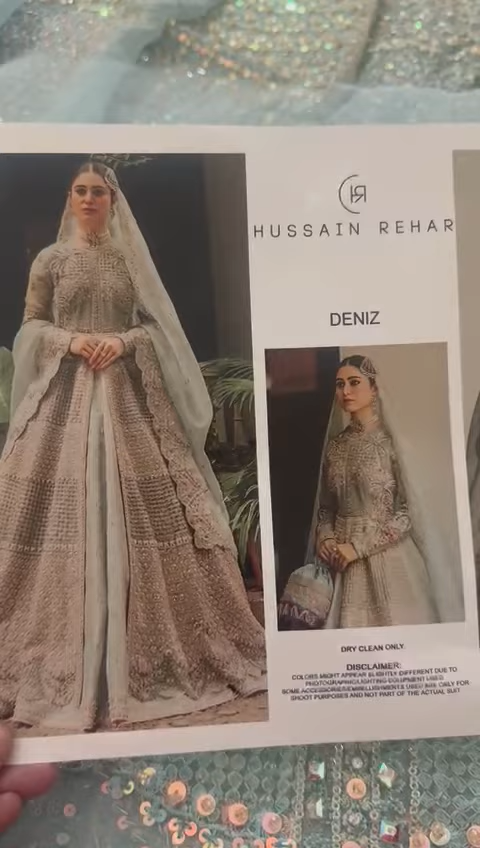 HUSSAIN REHAR
DENIZ
DRY CLEAN ONLY
DISCLAIMER:
COLORS MIGHT APPEAR SLIGHTLY DIFFERENT DUE TO
PHOTOGRAPHIC/LIGHTING EQUIPMENT USED
SOME ACCESSORIES/EMBELLISHMENTS USED ARE ONLY FOR
SHOOT PURPOSES AND NOT PART OF THE ACTUAL SUIT